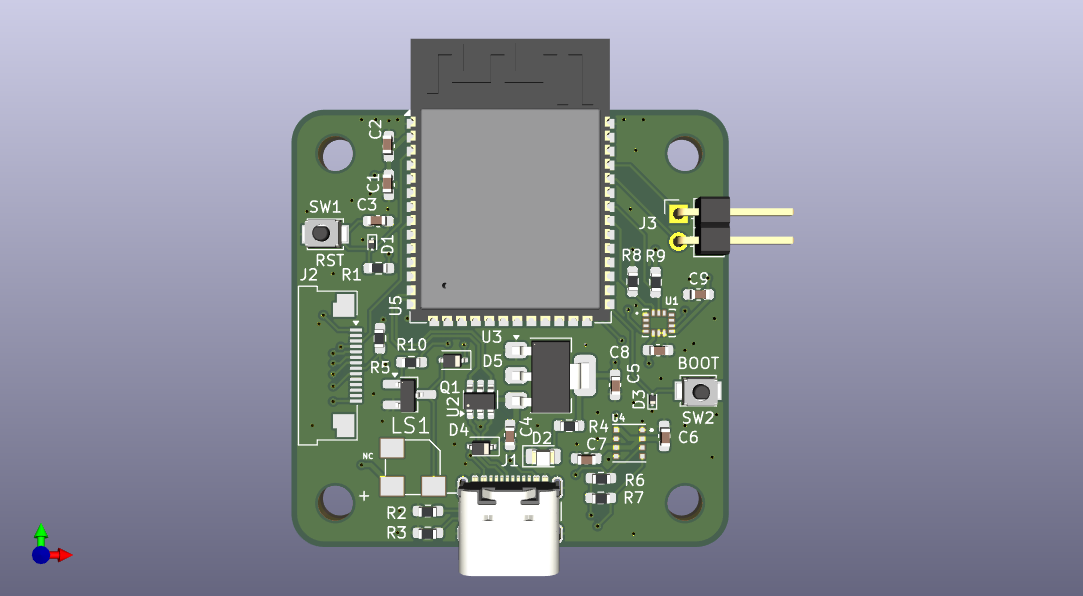 C2
C1
C3
SW1
D1
RST
J2
R1
U5
J3
R8
R9
C9
U1
U3
R10
D5
R5
C8
C5
BOOT
Q1
U2
D3
SW2
LS1
D4
C4
R4
C6
D2
C7
NC
J1
R6
R7
+
R2
R3